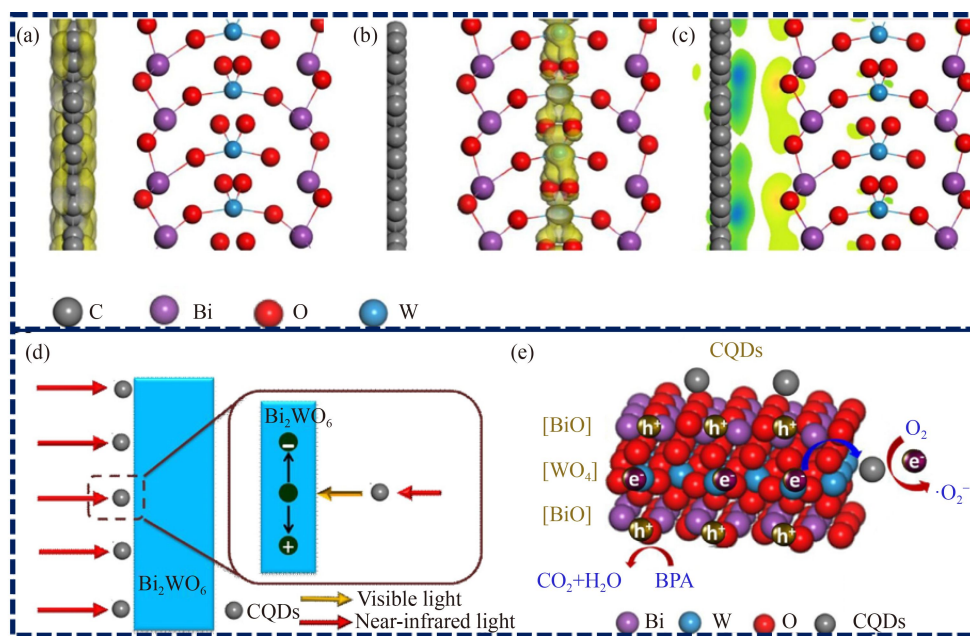 (a)
(b)
(c)
C
Bi
O
W
(d)
Bi₂WO₆
Bi₂WO₆
CQDs
Visible light
Near-infrared light
(e)
CQDs
[BiO]
h⁺ h⁺ h⁺
O₂
[WO₄]
e⁻ e⁻ e⁻
e⁻
·O₂⁻
[BiO]
h⁺ h⁺ h⁺
CO₂+H₂O
BPA
Bi
W
O
CQDs